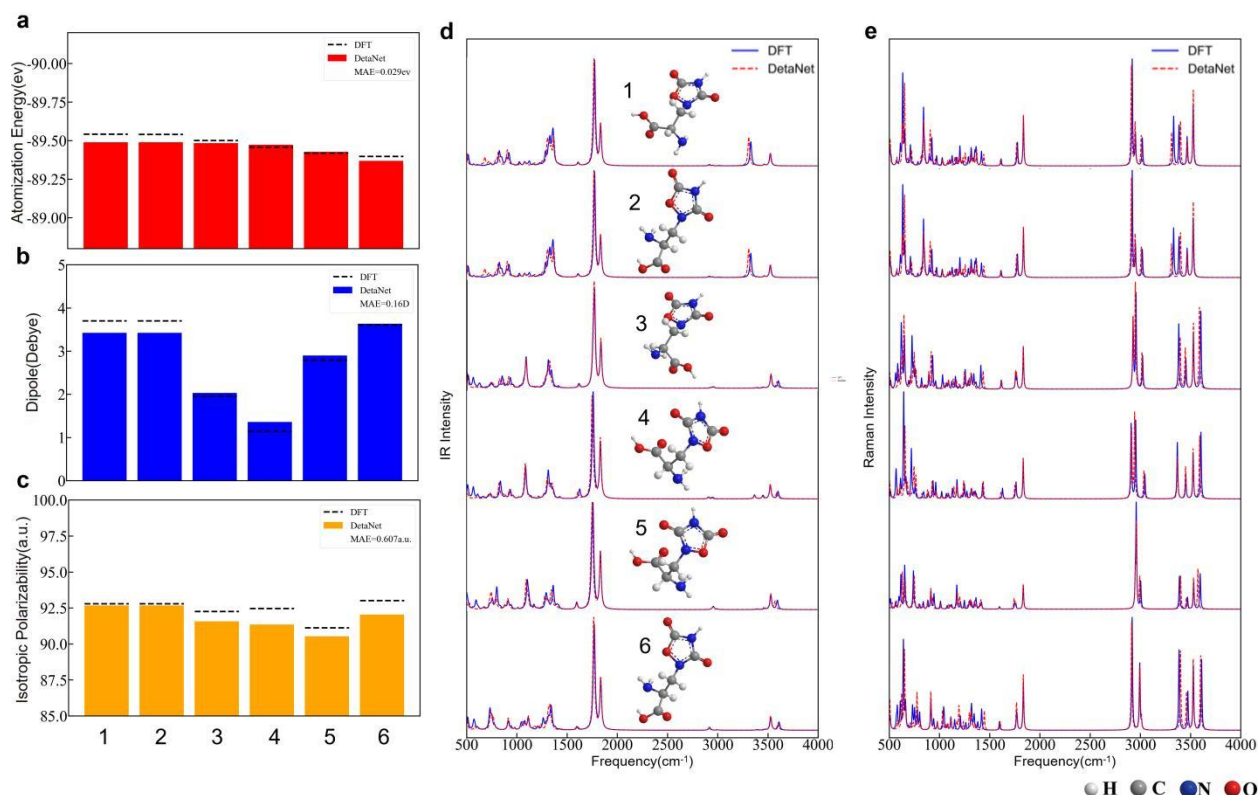 a
DFT
DetaNet
MAE=0.029ev
Atomization Energy(ev)
-90.00
-89.75
-89.50
-89.25
-89.00
b
DFT
DetaNet
MAE=0.16D
Dipole(Debye)
5
4
3
2
1
0
c
DFT
DetaNet
MAE=0.607a.u.
Isotropic Polarizability(a.u.)
100.0
97.5
95.0
92.5
90.0
87.5
85.0
1 2 3 4 5 6
d
DFT
DetaNet
1
2
3
4
5
6
IR Intensity
500 1000 1500 2000 2500 3000 3500 4000
Frequency(cm⁻¹)
e
DFT
DetaNet
Raman Intensity
500 1000 1500 2000 2500 3000 3500 4000
Frequency(cm⁻¹)
H C N O